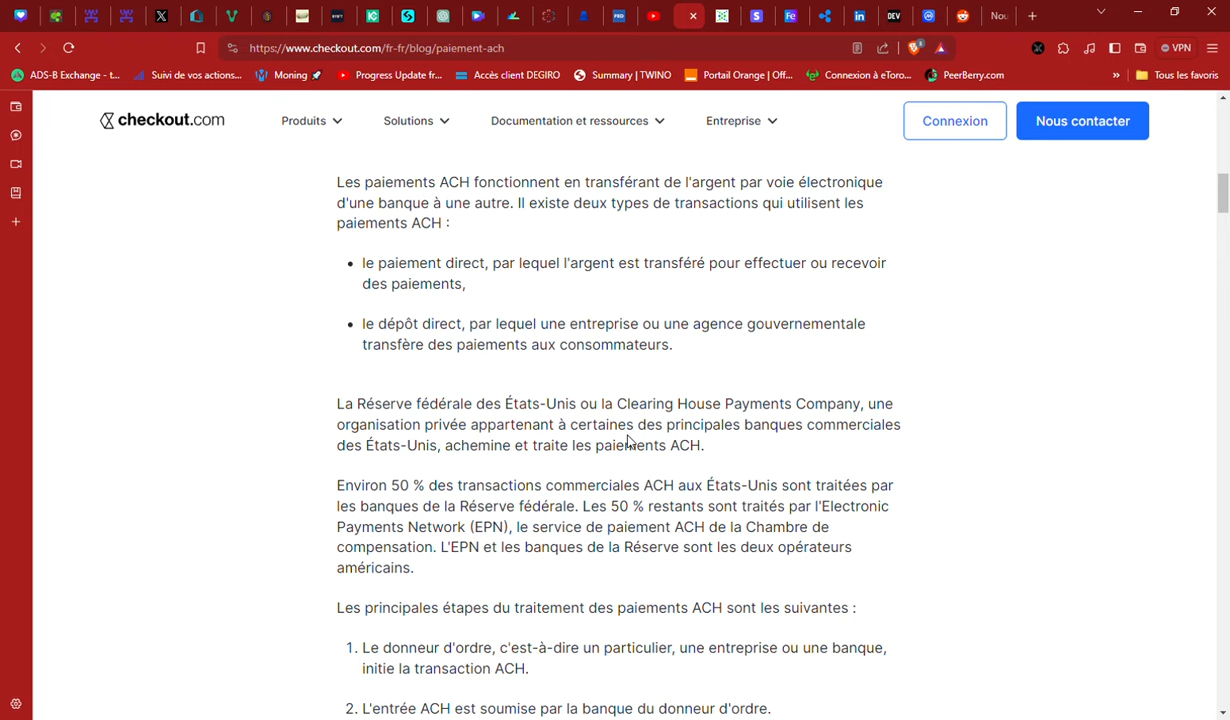 FED
DEV
Nou
https://www.checkout.com/fr-fr/blog/paiement-ach
VPN
ADS-B Exchange - t... Suivi de vos actions... Moning Progress Update fr... Accès client DEGIRO Summary | TWINO Portail Orange | Off... Connexion à eToro... PeerBerry.com » Tous les favoris
checkout.com Produits Solutions Documentation et ressources Entreprise Connexion Nous contacter
Les paiements ACH fonctionnent en transférant de l'argent par voie électronique
d'une banque à une autre. Il existe deux types de transactions qui utilisent les
paiements ACH :
• le paiement direct, par lequel l'argent est transféré pour effectuer ou recevoir
des paiements,
• le dépôt direct, par lequel une entreprise ou une agence gouvernementale
transfère des paiements aux consommateurs.
La Réserve fédérale des États-Unis ou la Clearing House Payments Company, une
organisation privée appartenant à certaines des principales banques commerciales
des États-Unis, achemine et traite les paiements ACH.
Environ 50 % des transactions commerciales ACH aux États-Unis sont traitées par
les banques de la Réserve fédérale. Les 50 % restants sont traités par l'Electronic
Payments Network (EPN), le service de paiement ACH de la Chambre de
compensation. L'EPN et les banques de la Réserve sont les deux opérateurs
américains.
Les principales étapes du traitement des paiements ACH sont les suivantes :
1. Le donneur d'ordre, c'est-à-dire un particulier, une entreprise ou une banque,
initie la transaction ACH.
2. L'entrée ACH est soumise par la banque du donneur d'ordre.